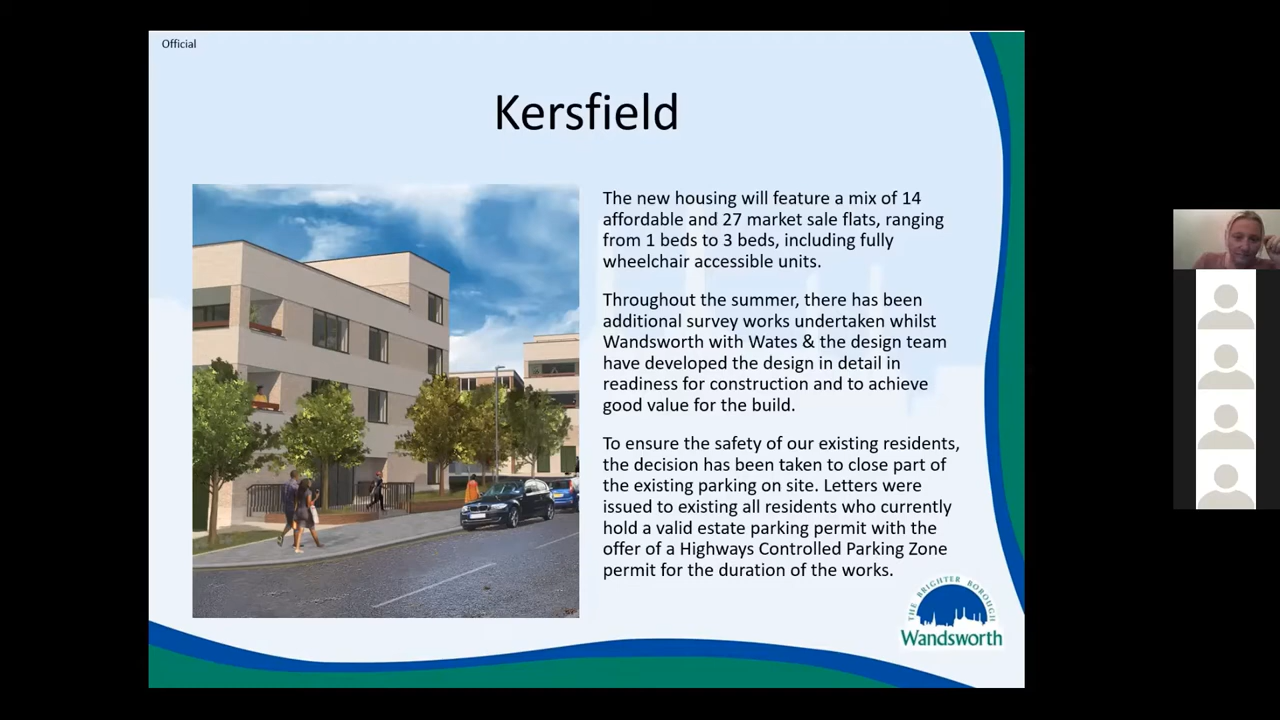 Official
Kersfield
The new housing will feature a mix of 14
affordable and 27 market sale flats, ranging
from 1 beds to 3 beds, including fully
wheelchair accessible units.
Throughout the summer, there has been
additional survey works undertaken whilst
Wandsworth with Wates & the design team
have developed the design in detail in
readiness for construction and to achieve
good value for the build.
To ensure the safety of our existing residents,
the decision has been taken to close part of
the existing parking on site. Letters were
issued to existing all residents who currently
hold a valid estate parking permit with the
offer of a Highways Controlled Parking Zone
permit for the duration of the works.
THE BRIGHTER BOROUGH
Wandsworth